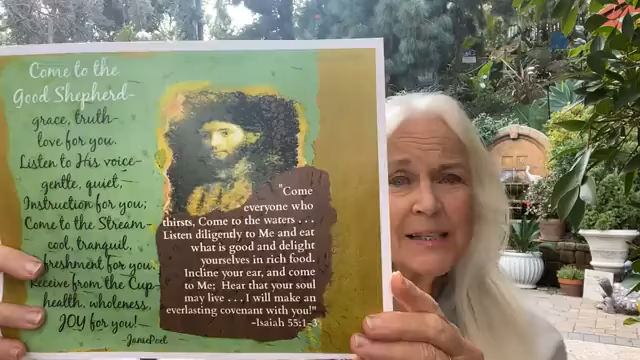 Come to the
Good Shepherd—
grace, truth—
love for you.
Listen to His voice—
gentle, quiet,
Instruction for you;
Come to the Stream—
cool, tranquil,
freshment for you.
Receive from the Cup—
health, wholeness,
JOY for you!—
-JaniePoet
"Come
everyone who
thirsts, Come to the waters . . .
Listen diligently to Me and eat
what is good and delight
yourselves in rich food.
Incline your ear, and come
to Me; Hear that your soul
may live . . . I will make an
everlasting covenant with you!"
-Isaiah 55:1-3